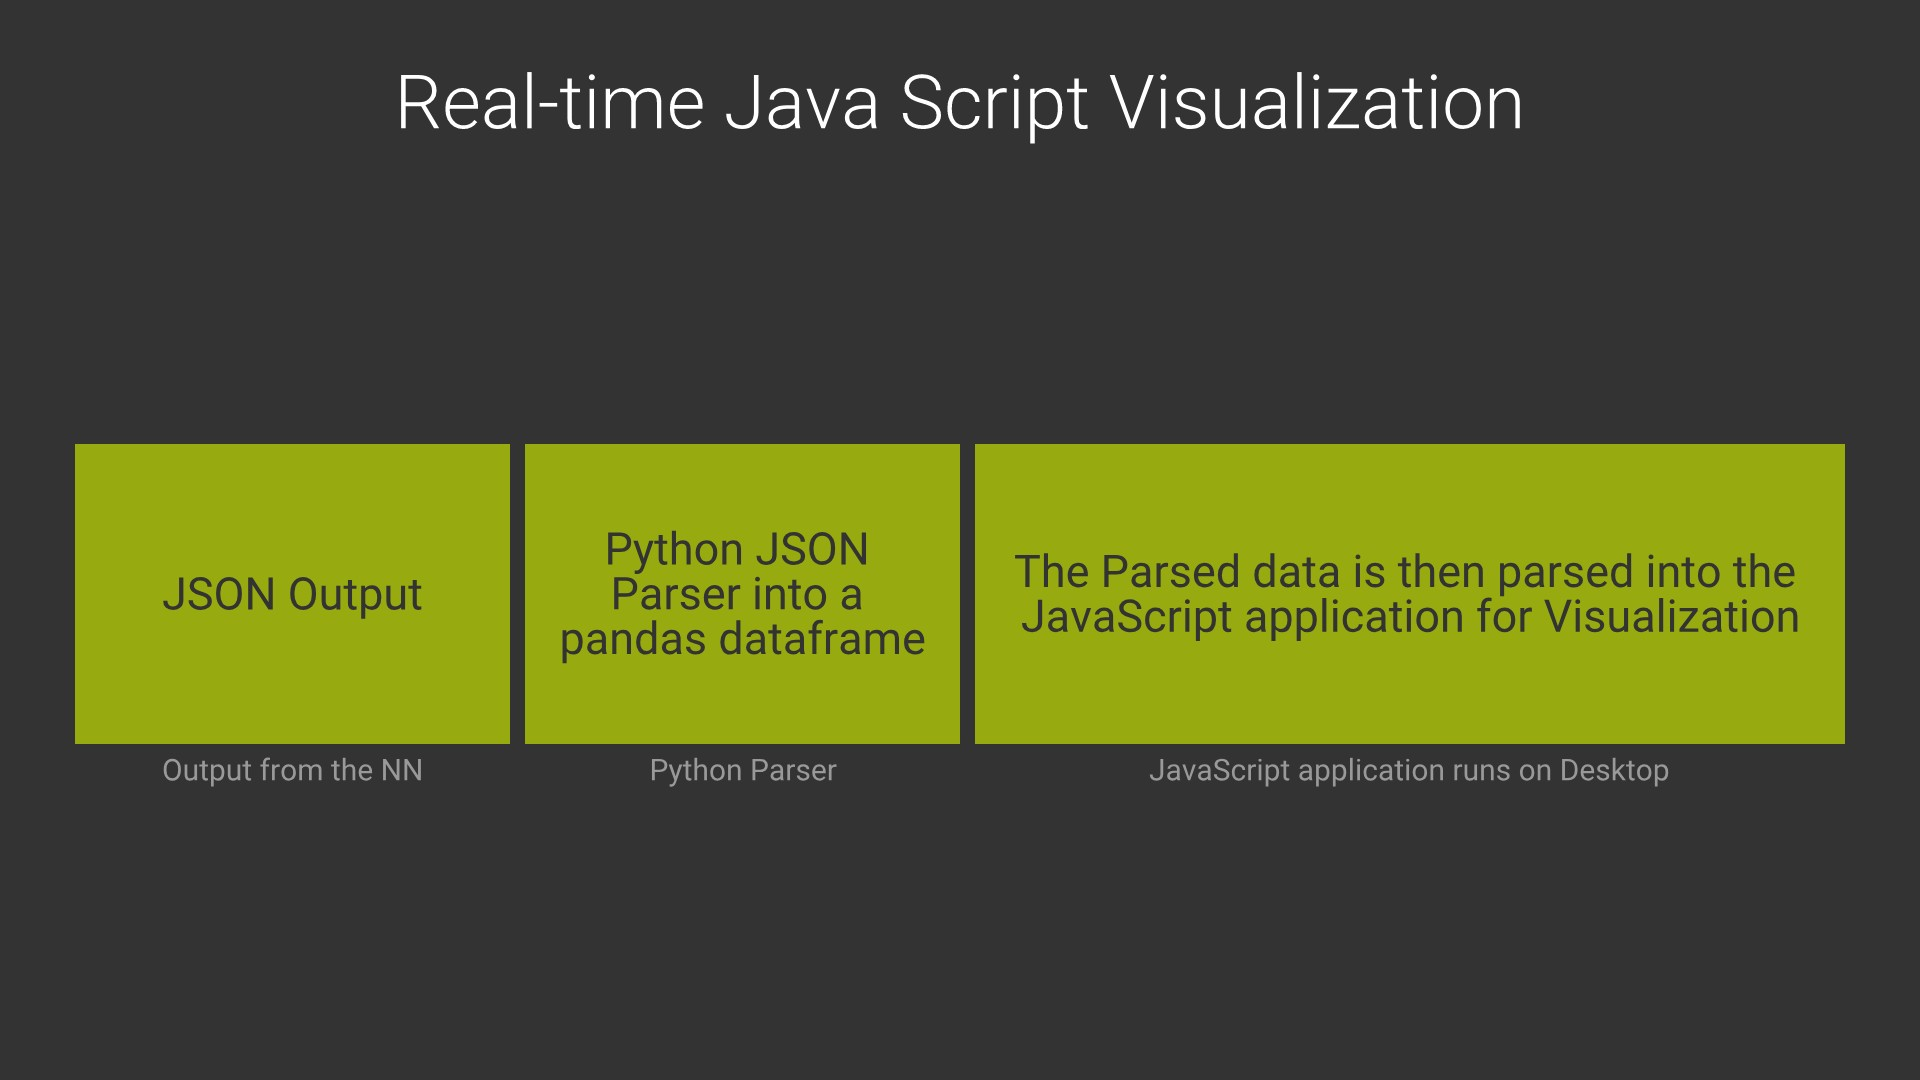 Real-time Java Script Visualization
JSON Output
Python JSON
Parser into a
pandas dataframe
The Parsed data is then parsed into the
JavaScript application for Visualization
Output from the NN
Python Parser
JavaScript application runs on Desktop